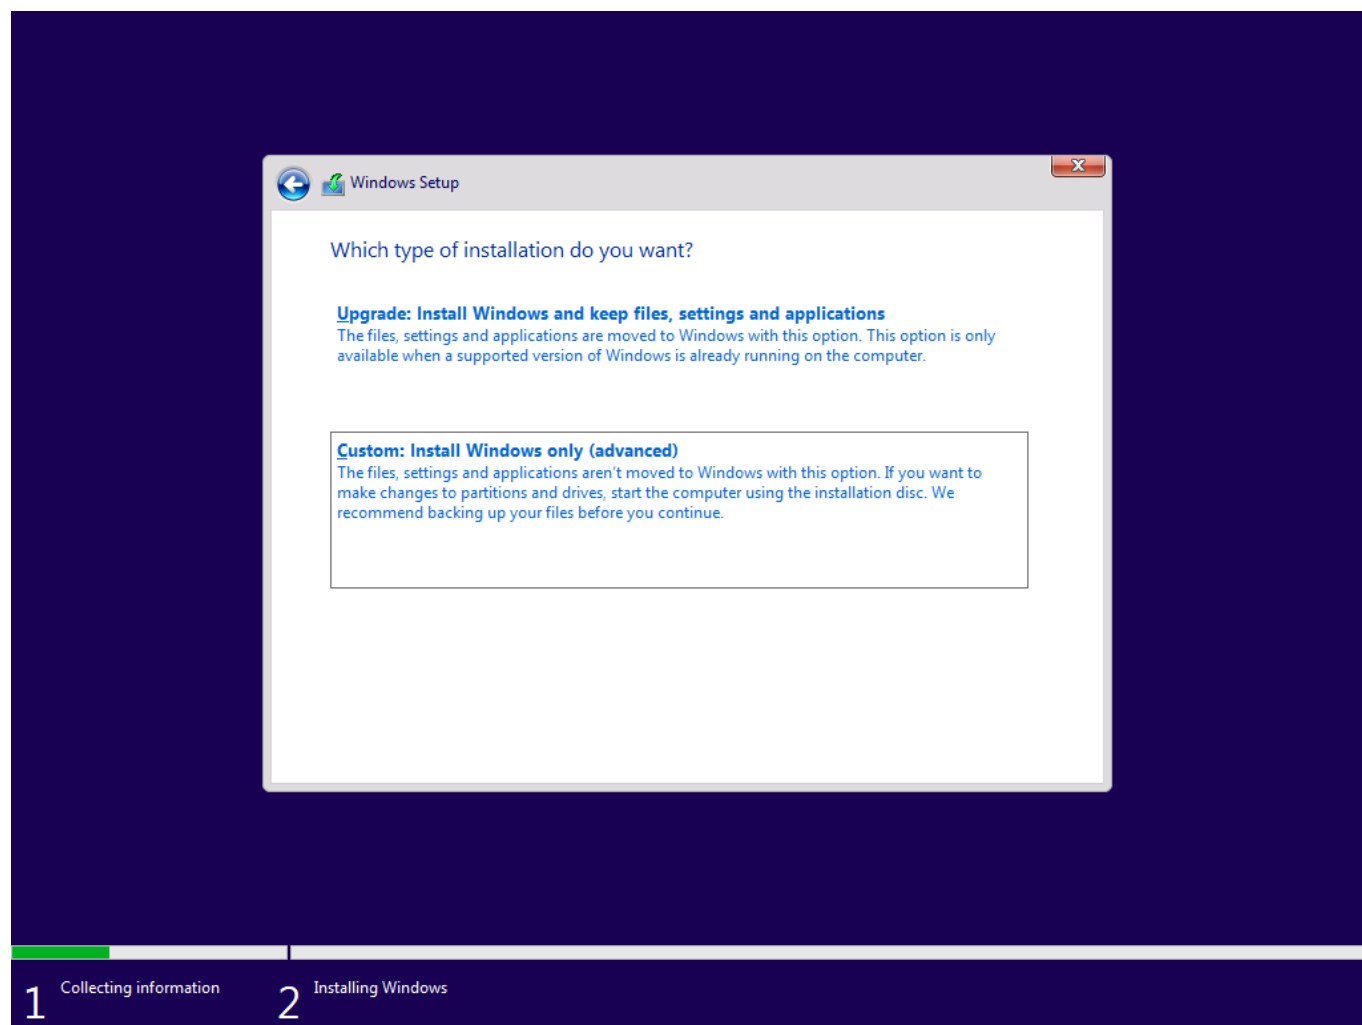 Windows Setup
Which type of installation do you want?
Upgrade: Install Windows and keep files, settings and applications
The files, settings and applications are moved to Windows with this option. This option is only
available when a supported version of Windows is already running on the computer.
Custom: Install Windows only (advanced)
The files, settings and applications aren't moved to Windows with this option. If you want to
make changes to partitions and drives, start the computer using the installation disc. We
recommend backing up your files before you continue.
1 Collecting information
2 Installing Windows